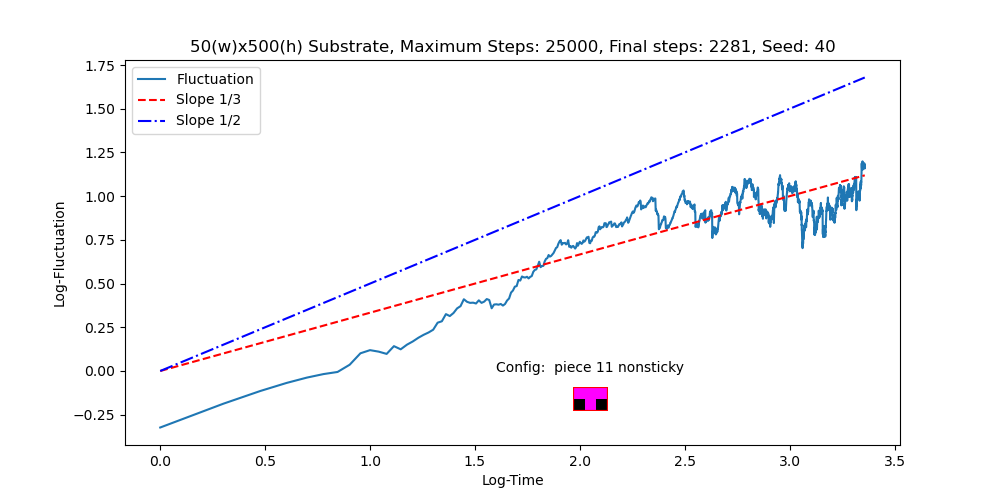 50(w)x500(h) Substrate, Maximum Steps: 25000, Final steps: 2281, Seed: 40
1.75
1.50
1.25
1.00
0.75
0.50
0.25
0.00
−0.25
Log-Fluctuation
Fluctuation
Slope 1/3
Slope 1/2
Config:  piece 11 nonsticky
0.0 0.5 1.0 1.5 2.0 2.5 3.0 3.5
Log-Time